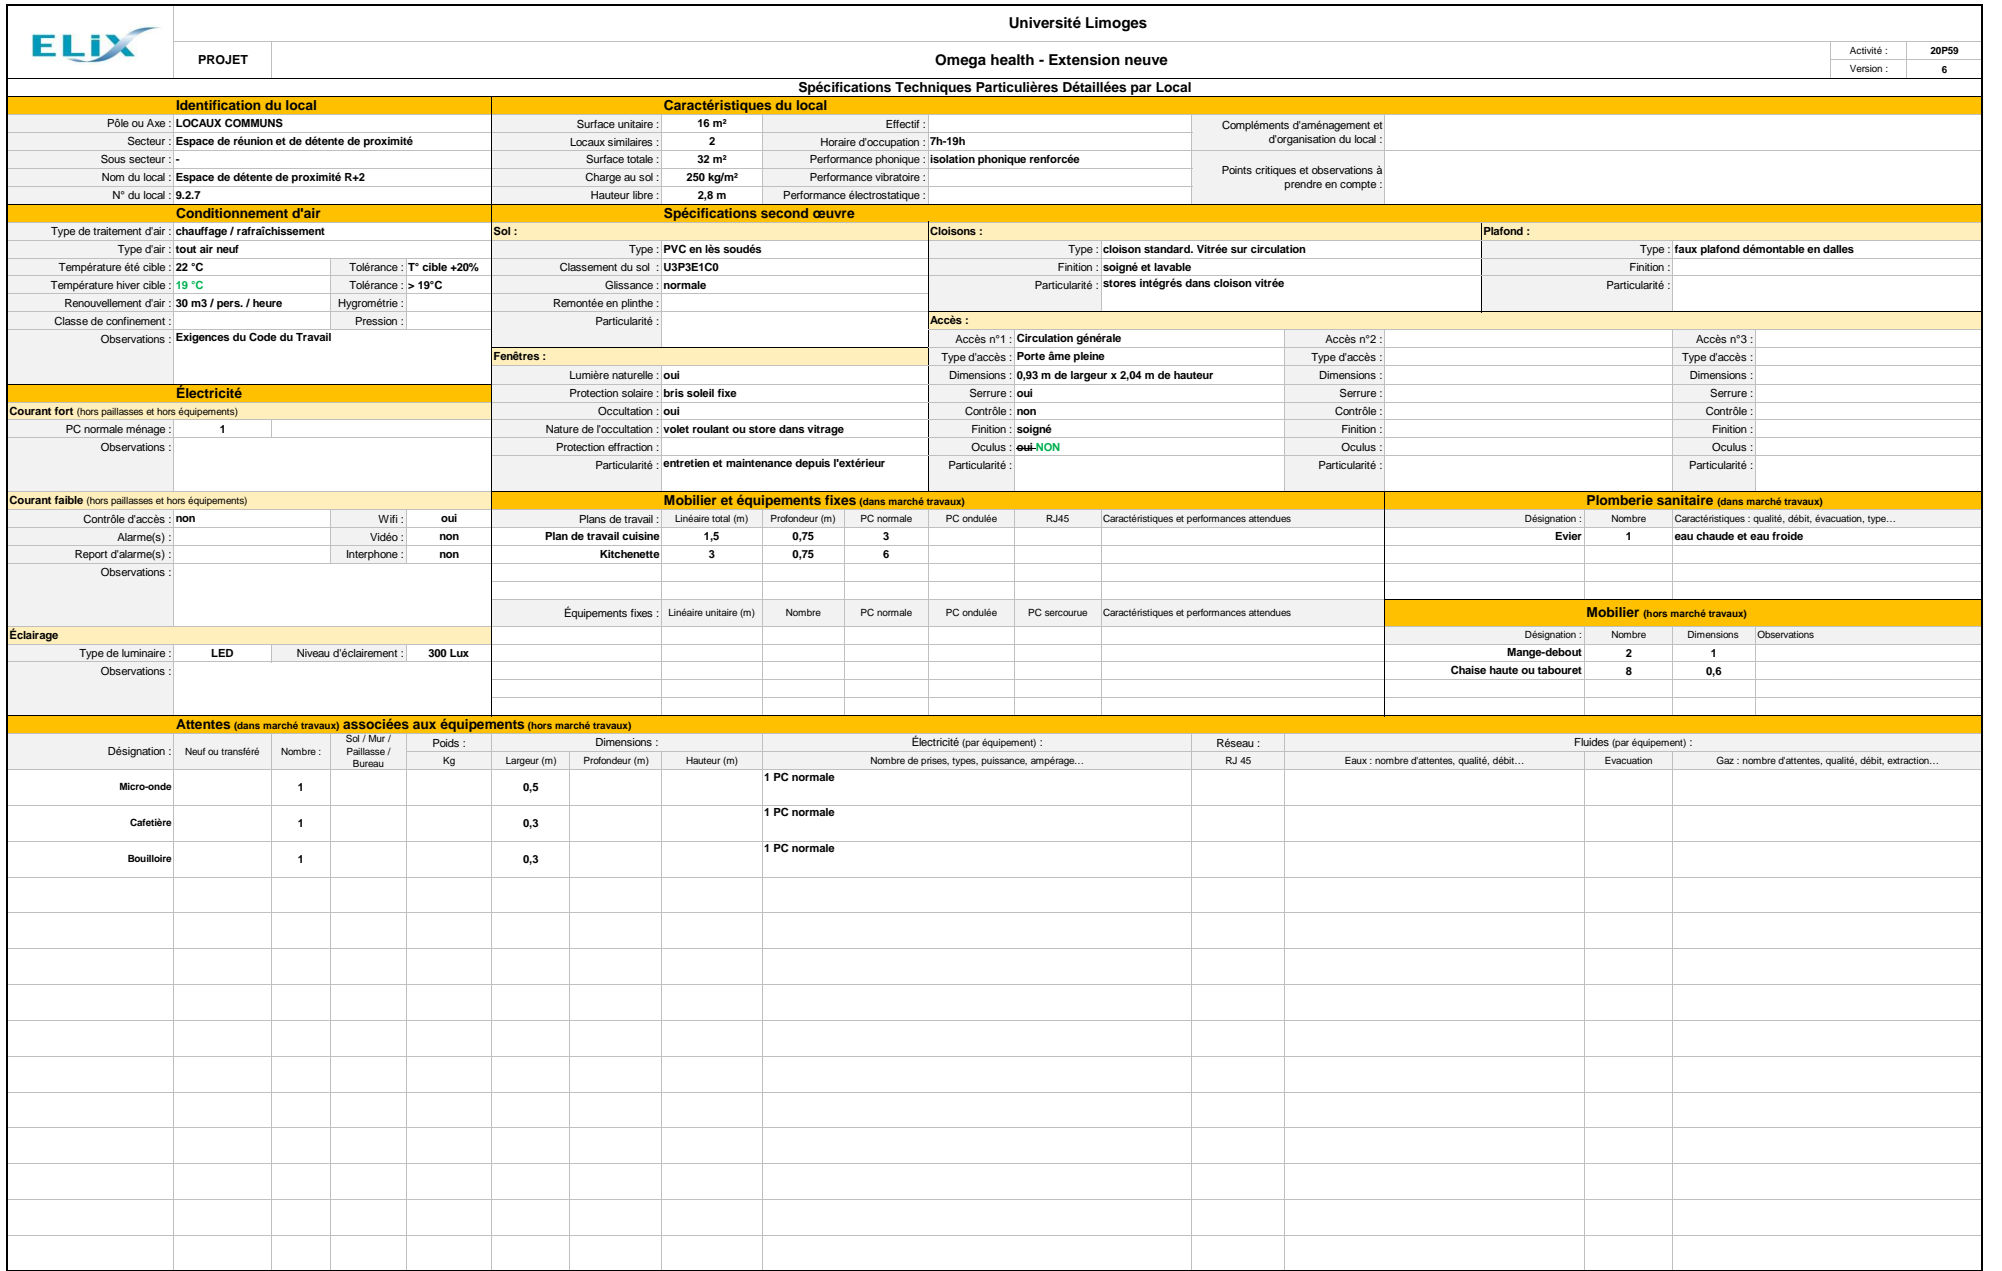 ELiX
Université Limoges
PROJET
Omega health - Extension neuve
Activité : 20P59
Version : 6
Spécifications Techniques Particulières Détaillées par Local
Identification du local
Pôle ou Axe : LOCAUX COMMUNS
Secteur : Espace de réunion et de détente de proximité
Sous secteur : -
Nom du local : Espace de détente de proximité R+2
N° du local : 9.2.7
Caractéristiques du local
Surface unitaire : 16 m² Effectif :
Locaux similaires : 2 Horaire d'occupation : 7h-19h
Surface totale : 32 m² Performance phonique : isolation phonique renforcée
Charge au sol : 250 kg/m² Performance vibratoire :
Hauteur libre : 2,8 m Performance électrostatique :
Compléments d'aménagement et
d'organisation du local :
Points critiques et observations à
prendre en compte :
Conditionnement d'air
Type de traitement d'air : chauffage / rafraîchissement
Type d'air : tout air neuf
Température été cible : 22 °C Tolérance : T° cible +20%
Température hiver cible : 19 °C Tolérance : > 19°C
Renouvellement d'air : 30 m3 / pers. / heure Hygrométrie :
Classe de confinement : Pression :
Observations : Exigences du Code du Travail
Spécifications second œuvre
Sol :
Type : PVC en lès soudés
Classement du sol : U3P3E1C0
Glissance : normale
Remontée en plinthe :
Particularité :
Cloisons :
Type : cloison standard. Vitrée sur circulation
Finition : soigné et lavable
Particularité : stores intégrés dans cloison vitrée
Plafond :
Type : faux plafond démontable en dalles
Finition :
Particularité :
Fenêtres :
Lumière naturelle : oui
Protection solaire : bris soleil fixe
Occultation : oui
Nature de l'occultation : volet roulant ou store dans vitrage
Protection effraction :
Particularité : entretien et maintenance depuis l'extérieur
Accès :
Accès n°1 : Circulation générale Accès n°2 : Accès n°3 :
Type d'accès : Porte âme pleine Type d'accès : Type d'accès :
Dimensions : 0,93 m de largeur x 2,04 m de hauteur Dimensions : Dimensions :
Serrure : oui Serrure : Serrure :
Contrôle : non Contrôle : Contrôle :
Finition : soigné Finition : Finition :
Oculus : oui NON Oculus : Oculus :
Particularité : Particularité : Particularité :
Électricité
Courant fort (hors paillasses et hors équipements)
PC normale ménage : 1
Observations :
Courant faible (hors paillasses et hors équipements)
Contrôle d'accès : non Wifi : oui
Alarme(s) : Vidéo : non
Report d'alarme(s) : Interphone : non
Observations :
Éclairage
Type de luminaire : LED Niveau d'éclairement : 300 Lux
Observations :
Mobilier et équipements fixes (dans marché travaux)
Plans de travail : Linéaire total (m) Profondeur (m) PC normale PC ondulée RJ45 Caractéristiques et performances attendues
Plan de travail cuisine 1,5 0,75 3
Kitchenette 3 0,75 6
Équipements fixes : Linéaire unitaire (m) Nombre PC normale PC ondulée PC sercourue Caractéristiques et performances attendues
Plomberie sanitaire (dans marché travaux)
Désignation : Nombre Caractéristiques : qualité, débit, évacuation, type…
Evier 1 eau chaude et eau froide
Mobilier (hors marché travaux)
Désignation : Nombre Dimensions Observations
Mange-debout 2 1
Chaise haute ou tabouret 8 0,6
Attentes (dans marché travaux) associées aux équipements (hors marché travaux)
Désignation : Neuf ou transféré Nombre : Sol / Mur /
Paillasse /
Bureau
Poids : Dimensions : Électricité (par équipement) : Réseau : Fluides (par équipement) :
Kg Largeur (m) Profondeur (m) Hauteur (m) Nombre de prises, types, puissance, ampérage… RJ 45 Eaux : nombre d'attentes, qualité, débit… Evacuation Gaz : nombre d'attentes, qualité, débit, extraction…
Micro-onde 1 0,5 1 PC normale
Cafetière 1 0,3 1 PC normale
Bouilloire 1 0,3 1 PC normale